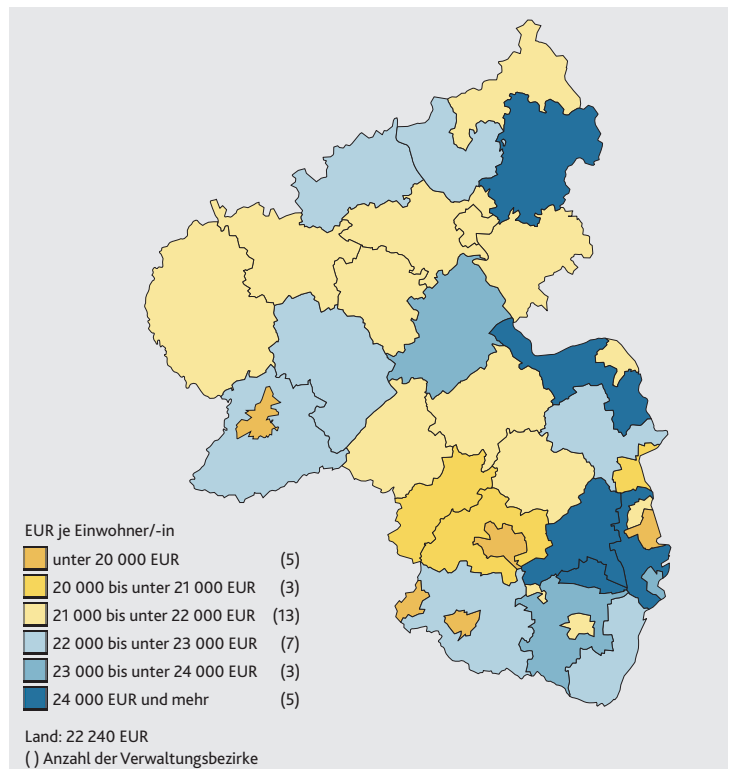 EUR je Einwohner/-in
unter 20 000 EUR (5)
20 000 bis unter 21 000 EUR (3)
21 000 bis unter 22 000 EUR (13)
22 000 bis unter 23 000 EUR (7)
23 000 bis unter 24 000 EUR (3)
24 000 EUR und mehr (5)
Land: 22 240 EUR
( ) Anzahl der Verwaltungsbezirke